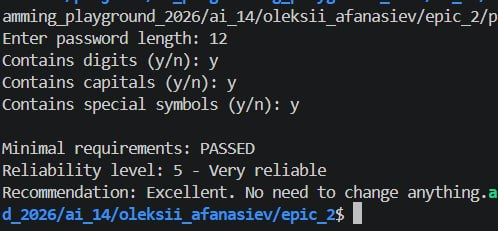 amming_playground_2026/ai_14/oleksii_afanasiev/epic_2/p
Enter password length: 12
Contains digits (y/n): y
Contains capitals (y/n): y
Contains special symbols (y/n): y
Minimal requirements: PASSED
Reliability level: 5 - Very reliable
Recommendation: Excellent. No need to change anything.a
d_2026/ai_14/oleksii_afanasiev/epic_2$